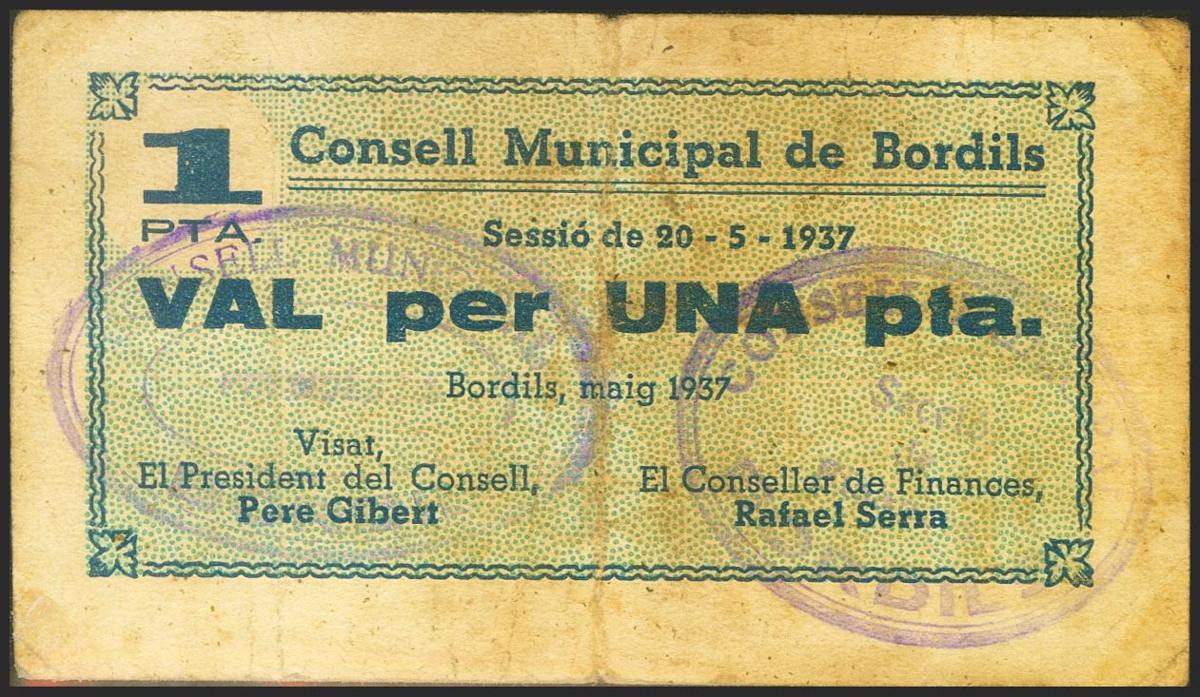 1
PTA.
Consell Municipal de Bordils
Sessió de 20 - 5 - 1937
VAL per UNA pta.
Bordils, maig 1937
Visat,
El President del Consell,
Pere Gibert
El Conseller de Finances,
Rafael Serra